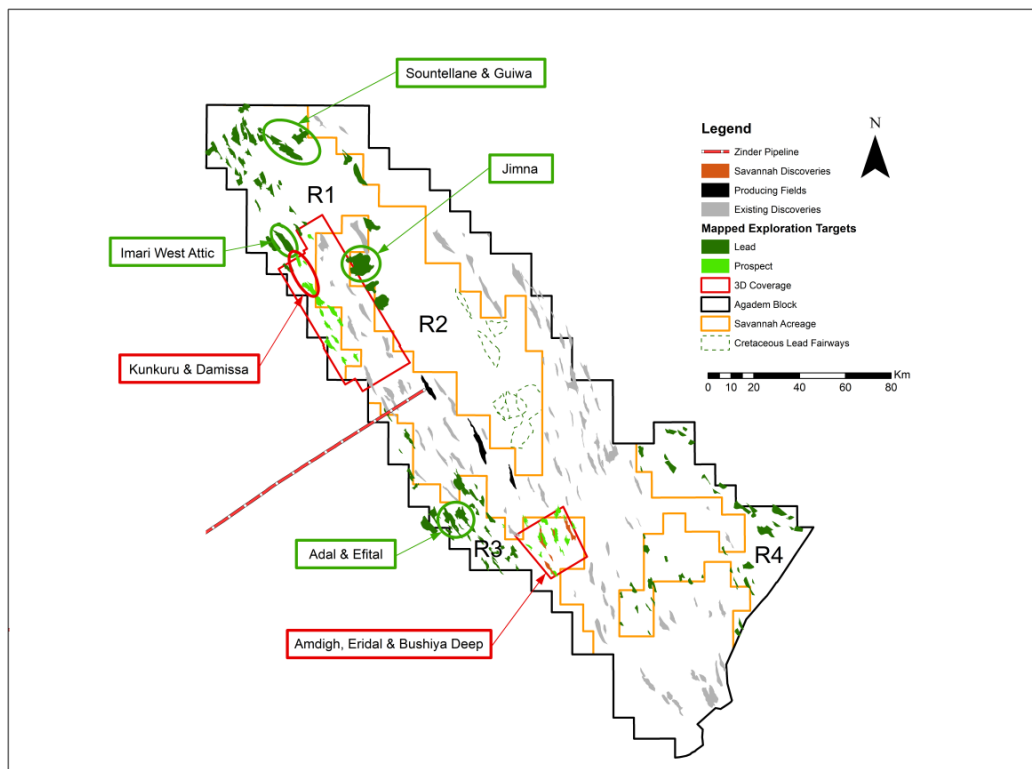 Sountellane & Guiwa
Jimna
Imari West Attic
Kunkuru & Damissa
Adal & Efital
Amdigh, Eridal & Bushiya Deep
R1
R2
R3
R4
Legend
Zinder Pipeline
Savannah Discoveries
Producing Fields
Existing Discoveries
Mapped Exploration Targets
Lead
Prospect
3D Coverage
Agadem Block
Savannah Acreage
Cretaceous Lead Fairways
N
0 5 10 20 40 60 80 Km